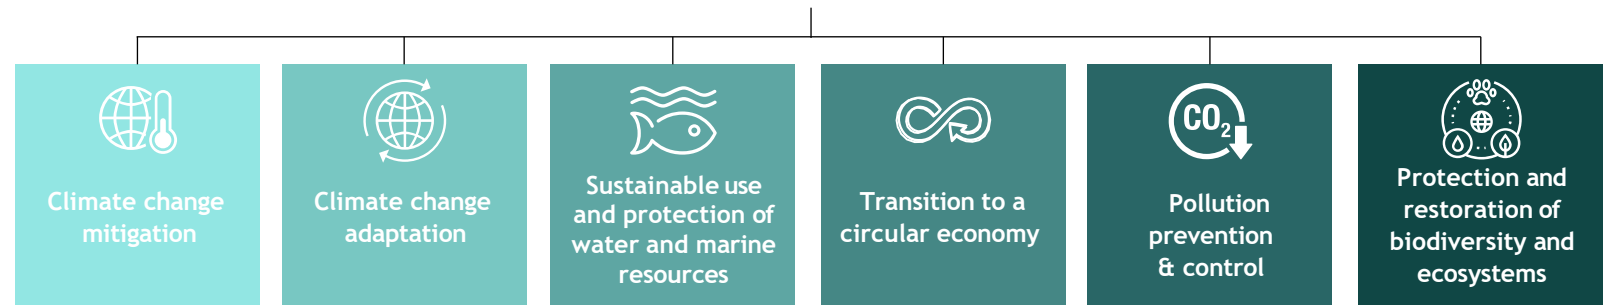 Climate change
mitigation
Climate change
adaptation
Sustainable use
and protection of
water and marine
resources
Transition to a
circular economy
CO2
Pollution
prevention
& control
Protection and
restoration of
biodiversity and
ecosystems